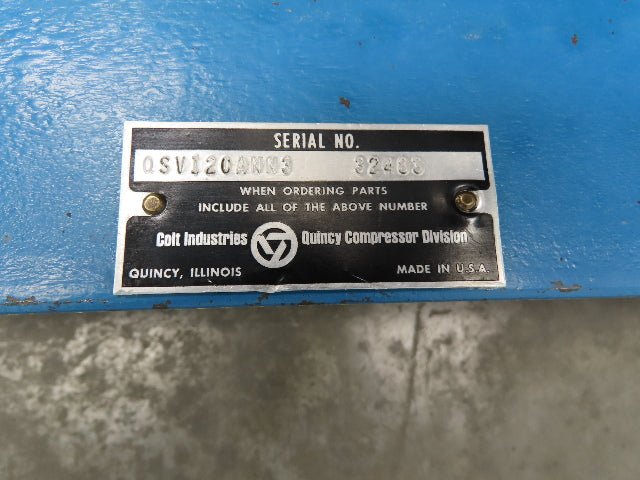 SERIAL NO.
QSVI20ANN3 32483
WHEN ORDERING PARTS
INCLUDE ALL OF THE ABOVE NUMBER
Colt Industries Quincy Compressor Division
QUINCY, ILLINOIS MADE IN U.S.A.